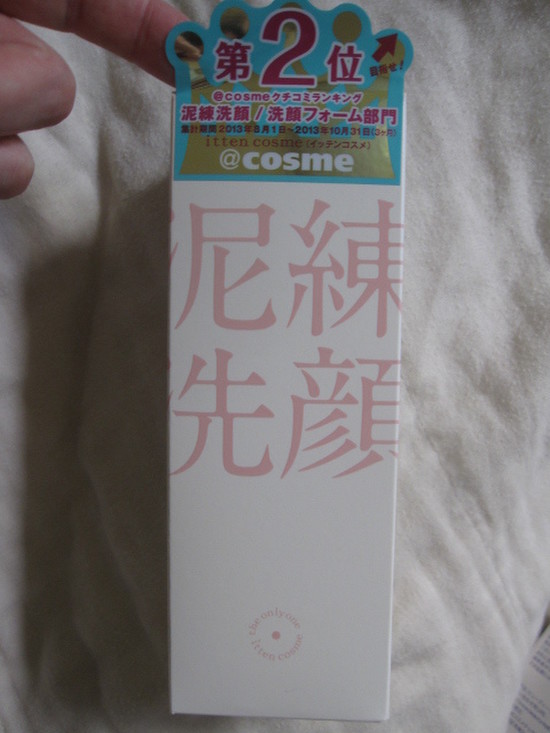 第2位
目指せ!
@cosmeクチコミランキング
泥練洗顔/洗顔フォーム部門
集計期間2013年8月1日~2013年10月31日(3ヶ月)
itten cosme(イッテンコスメ)
@cosme
泥練
洗顔
the only one
itten cosme